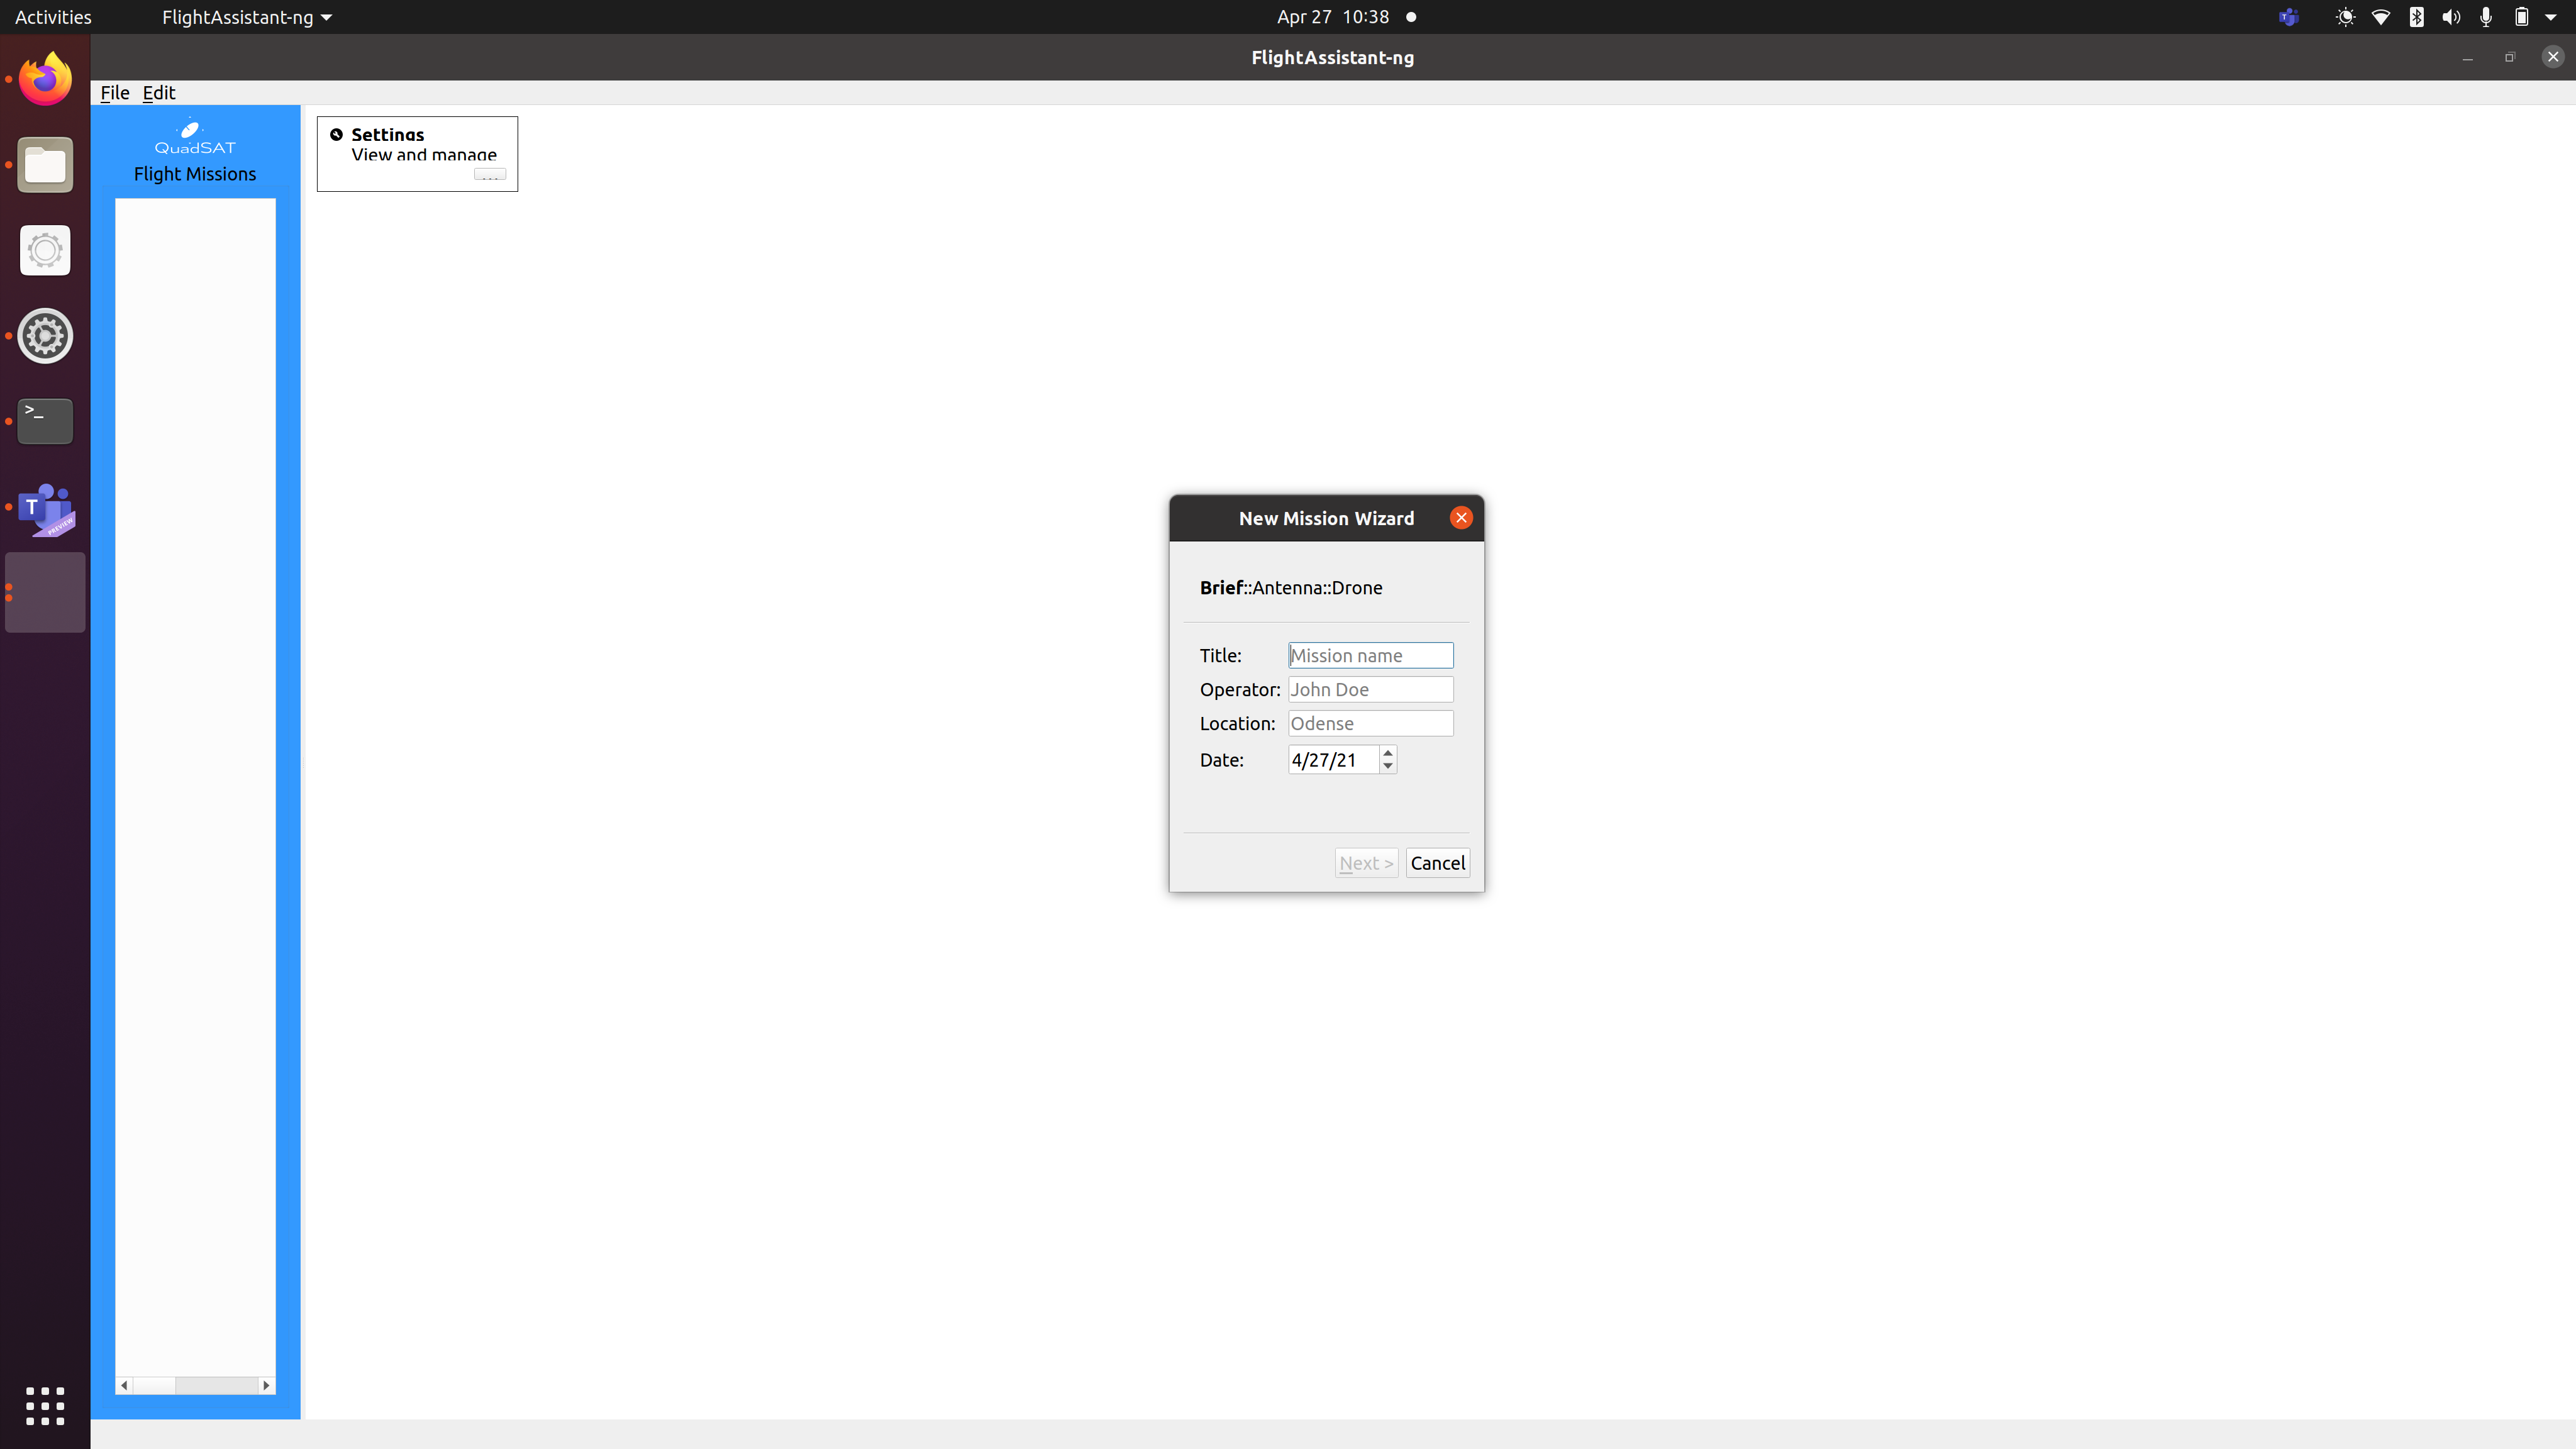 Activities
FlightAssistant-ng
Apr 27 10:38
FlightAssistant-ng
File Edit
QuadSAT
Flight Missions
Settings
View and manage
...
>_
T
PREVIEW
New Mission Wizard
Brief::Antenna::Drone
Title: Mission name
Operator: John Doe
Location: Odense
Date: 4/27/21
Next > Cancel